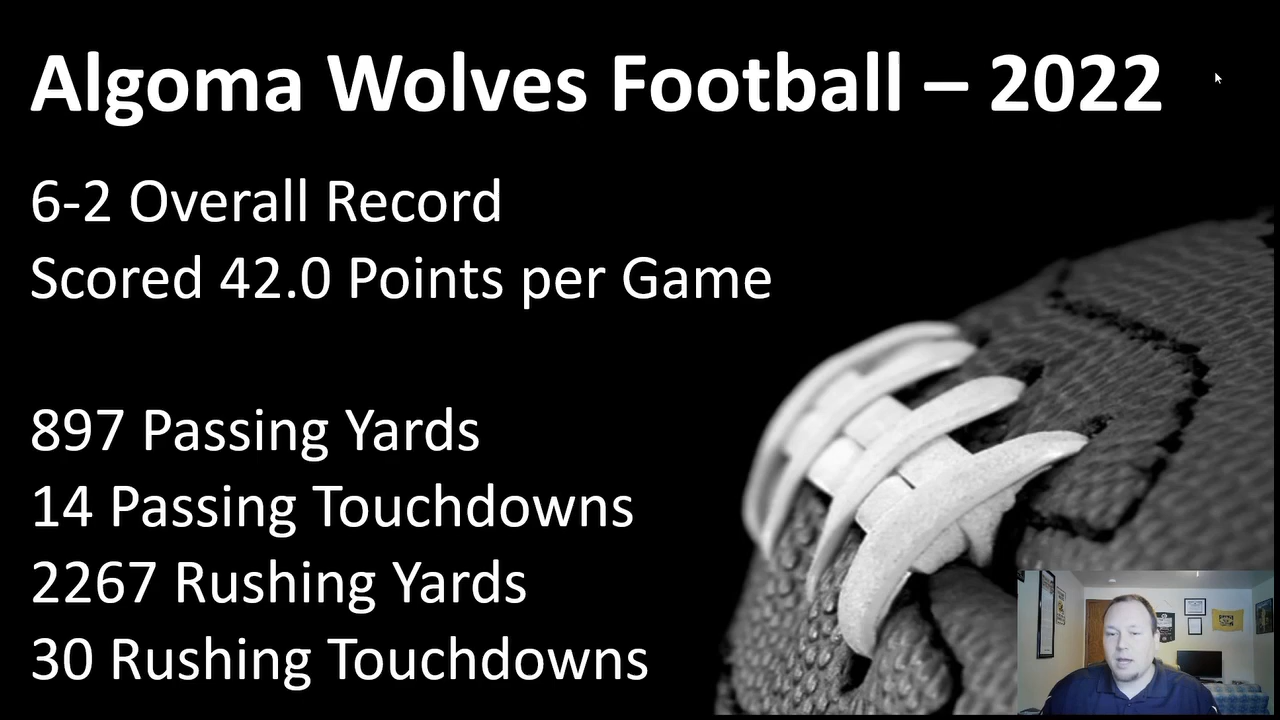 Algoma Wolves Football – 2022
6-2 Overall Record
Scored 42.0 Points per Game
897 Passing Yards
14 Passing Touchdowns
2267 Rushing Yards
30 Rushing Touchdowns